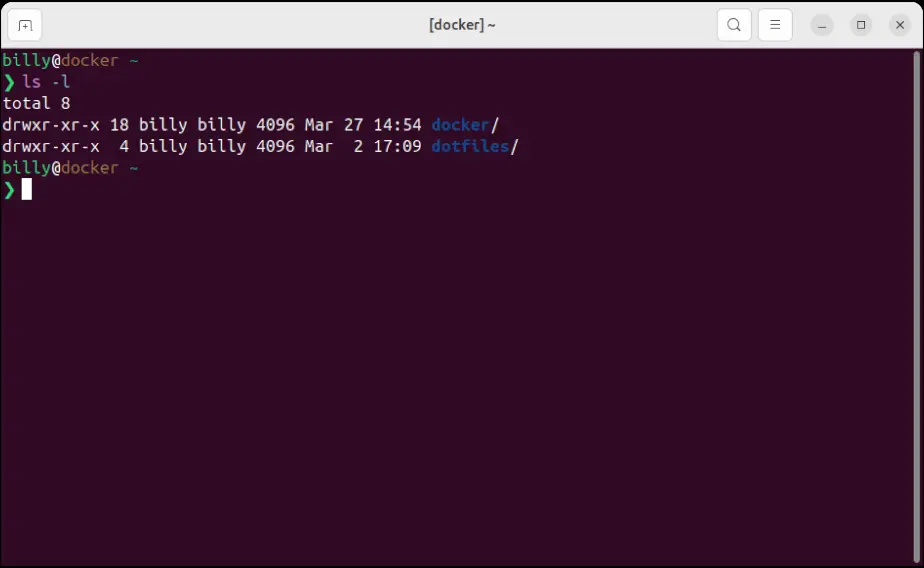 [docker] ~
billy@docker ~
❯ ls -l
total 8
drwxr-xr-x 18 billy billy 4096 Mar 27 14:54 docker/
drwxr-xr-x  4 billy billy 4096 Mar  2 17:09 dotfiles/
billy@docker ~
❯